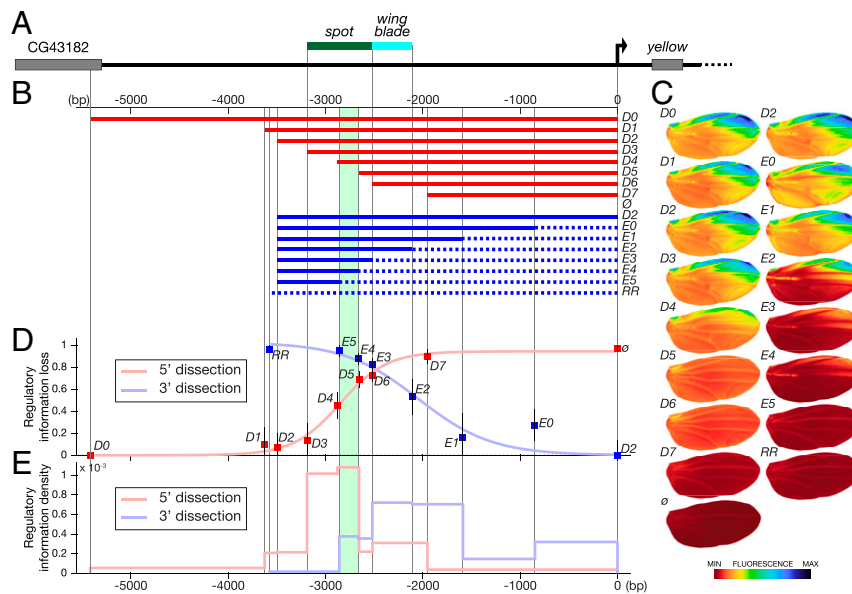 A
spot
wing
blade
CG43182
yellow
B
(bp)
-5000
-4000
-3000
-2000
-1000
0
D0
D1
D2
D3
D4
D5
D6
D7
Ø
D2
E0
E1
E2
E3
E4
E5
RR
C
D0
D2
D1
E0
D2
E1
D3
E2
D4
E3
D5
E4
D6
E5
D7
RR
ø
MIN FLUORESCENCE MAX
D
Regulatory
information loss
1
0.8
0.6
0.4
0.2
0
5' dissection
3' dissection
D0
D1
D2
D3
D4
D5
D6
D7
ø
RR
E5
E4
E3
E2
E1
E0
D2
E
Regulatory
information density
x 10⁻³
1
0.8
0.6
0.4
0.2
0
5' dissection
3' dissection
-5000
-4000
-3000
-2000
-1000
0
(bp)